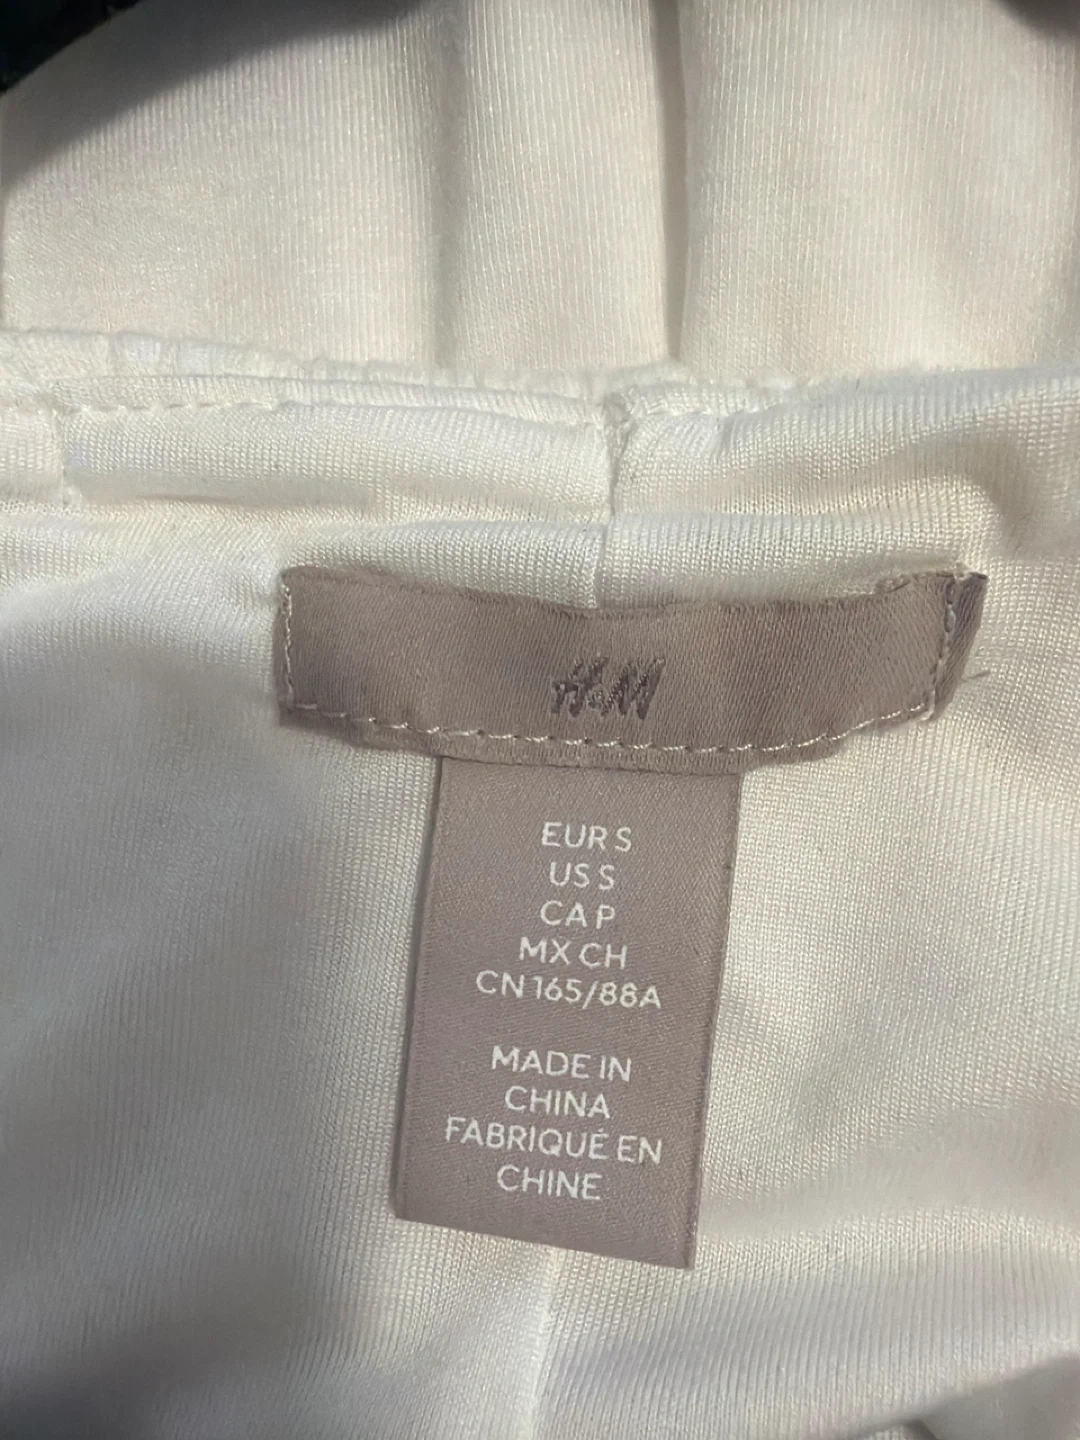 H&M
EUR S
US S
CA P
MX CH
CN 165/88A
MADE IN
CHINA
FABRIQUÉ EN
CHINE